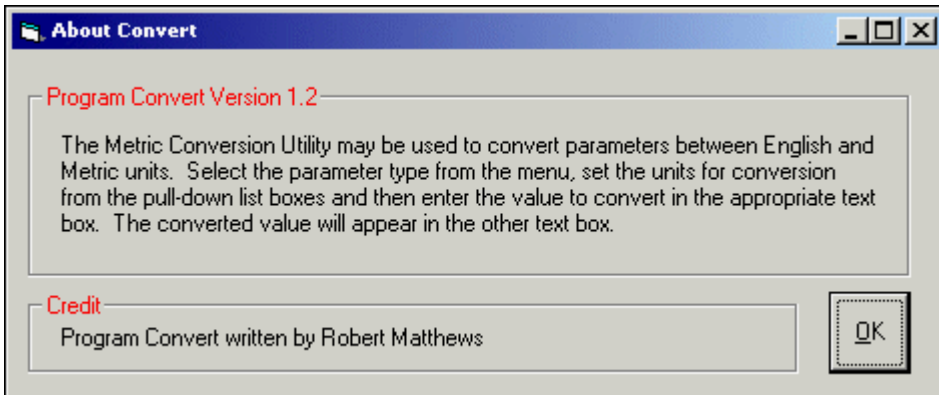 About Convert
Program Convert Version 1.2
The Metric Conversion Utility may be used to convert parameters between English and
Metric units.  Select the parameter type from the menu, set the units for conversion
from the pull-down list boxes and then enter the value to convert in the appropriate text
box.  The converted value will appear in the other text box.
Credit
Program Convert written by Robert Matthews
OK